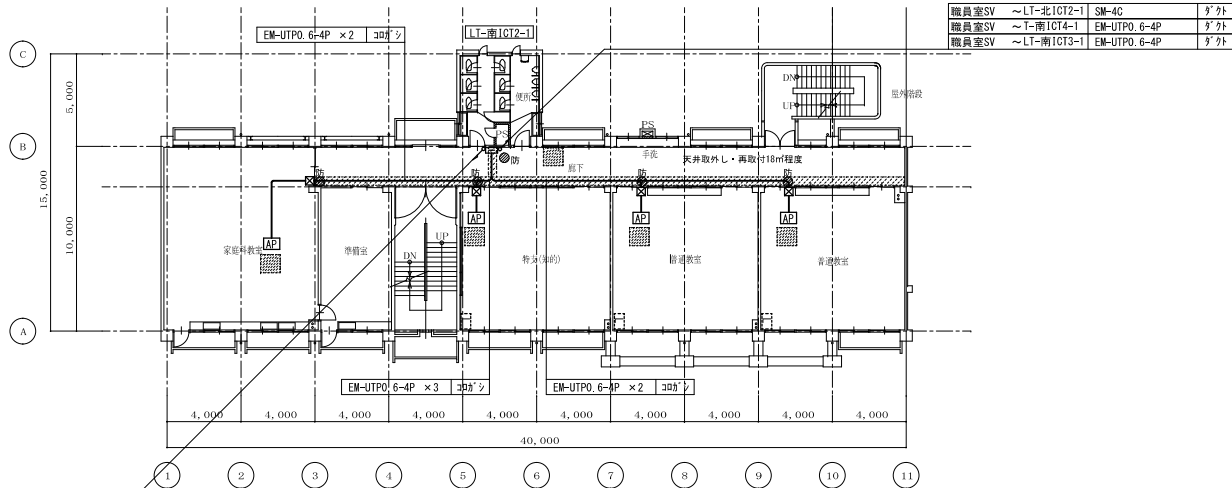 職員室SV ～LT-北ICT2-1 SM-4C ダクト
職員室SV ～T-南ICT4-1 EM-UTP0.6-4P ダクト
職員室SV ～LT-南ICT3-1 EM-UTP0.6-4P ダクト
EM-UTP0.6-4P ×2 コロガシ
LT-南ICT2-1
C
5,000
便所
DN
UP
屋外階段
PS
PS
B
防
廊下
手洗
天井取外し・再取付18㎡程度
防
防
防
防
15,000
10,000
AP
AP
AP
AP
家庭科教室
準備室
DN
UP
特支(知的)
普通教室
普通教室
A
EM-UTP0.6-4P ×3 コロガシ
EM-UTP0.6-4P ×2 コロガシ
4,000 4,000 4,000 4,000 4,000 4,000 4,000 4,000 4,000 4,000
40,000
1 2 3 4 5 6 7 8 9 10 11